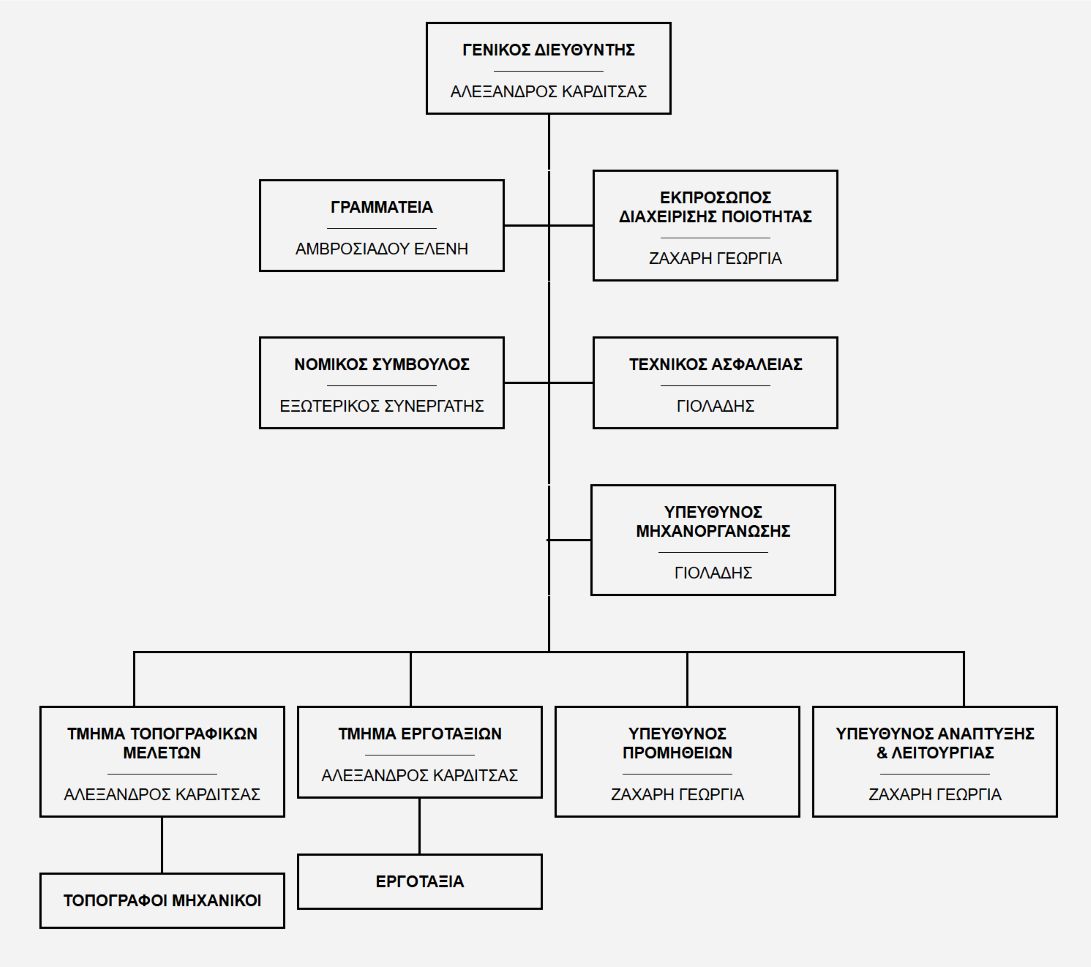 ΓΕΝΙΚΟΣ ΔΙΕΥΘΥΝΤΗΣ
ΑΛΕΞΑΝΔΡΟΣ ΚΑΡΔΙΤΣΑΣ
ΓΡΑΜΜΑΤΕΙΑ
ΑΜΒΡΟΣΙΑΔΟΥ ΕΛΕΝΗ
ΕΚΠΡΟΣΩΠΟΣ
ΔΙΑΧΕΙΡΙΣΗΣ ΠΟΙΟΤΗΤΑΣ
ΖΑΧΑΡΗ ΓΕΩΡΓΙΑ
ΝΟΜΙΚΟΣ ΣΥΜΒΟΥΛΟΣ
ΕΞΩΤΕΡΙΚΟΣ ΣΥΝΕΡΓΑΤΗΣ
ΤΕΧΝΙΚΟΣ ΑΣΦΑΛΕΙΑΣ
ΓΙΟΛΑΔΗΣ
ΥΠΕΥΘΥΝΟΣ
ΜΗΧΑΝΟΡΓΑΝΩΣΗΣ
ΓΙΟΛΑΔΗΣ
ΤΜΗΜΑ ΤΟΠΟΓΡΑΦΙΚΩΝ
ΜΕΛΕΤΩΝ
ΑΛΕΞΑΝΔΡΟΣ ΚΑΡΔΙΤΣΑΣ
ΤΜΗΜΑ ΕΡΓΟΤΑΞΙΩΝ
ΑΛΕΞΑΝΔΡΟΣ ΚΑΡΔΙΤΣΑΣ
ΥΠΕΥΘΥΝΟΣ
ΠΡΟΜΗΘΕΙΩΝ
ΖΑΧΑΡΗ ΓΕΩΡΓΙΑ
ΥΠΕΥΘΥΝΟΣ ΑΝΑΠΤΥΞΗΣ
& ΛΕΙΤΟΥΡΓΙΑΣ
ΖΑΧΑΡΗ ΓΕΩΡΓΙΑ
ΤΟΠΟΓΡΑΦΟΙ ΜΗΧΑΝΙΚΟΙ
ΕΡΓΟΤΑΞΙΑ